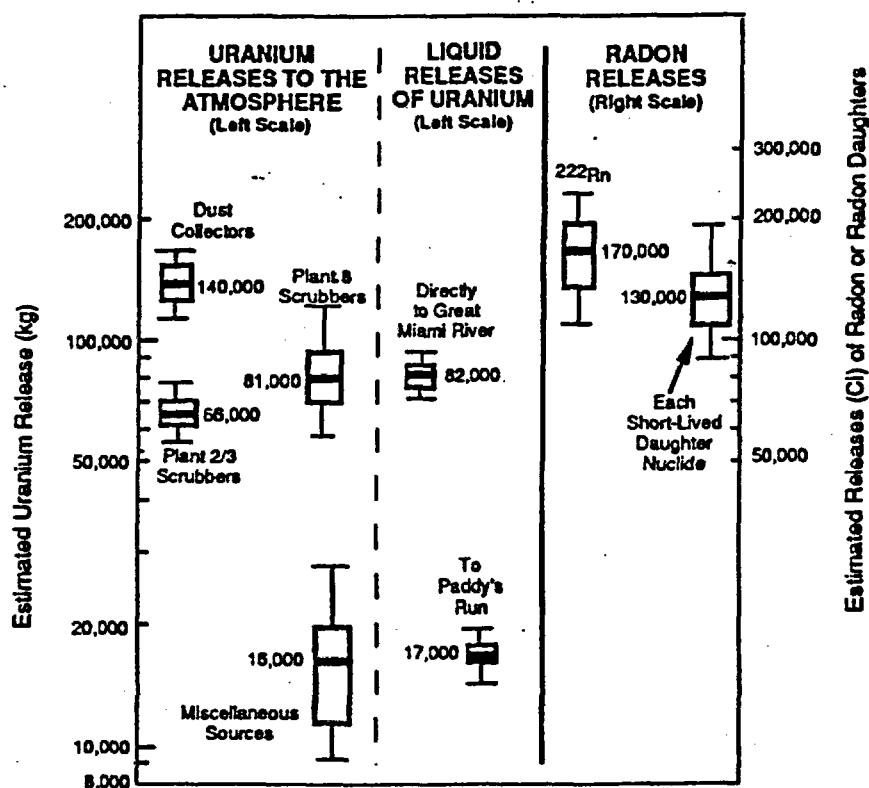 URANIUM
RELEASES TO THE
ATMOSPHERE
(Left Scale)
LIQUID
RELEASES
OF URANIUM
(Left Scale)
RADON
RELEASES
(Right Scale)
Estimated Uranium Release (kg)
200,000
100,000
50,000
20,000
10,000
8,000
Dust
Collectors
140,000
Plant 8
Scrubbers
81,000
66,000
Plant 2/3
Scrubbers
16,000
Miscellaneous
Sources
Directly
to Great
Miami River
82,000
To
Paddy's
Run
17,000
222Rn
170,000
130,000
Each
Short-Lived
Daughter
Nuclide
300,000
200,000
100,000
50,000
Estimated Releases (Ci) of Radon or Radon Daughters